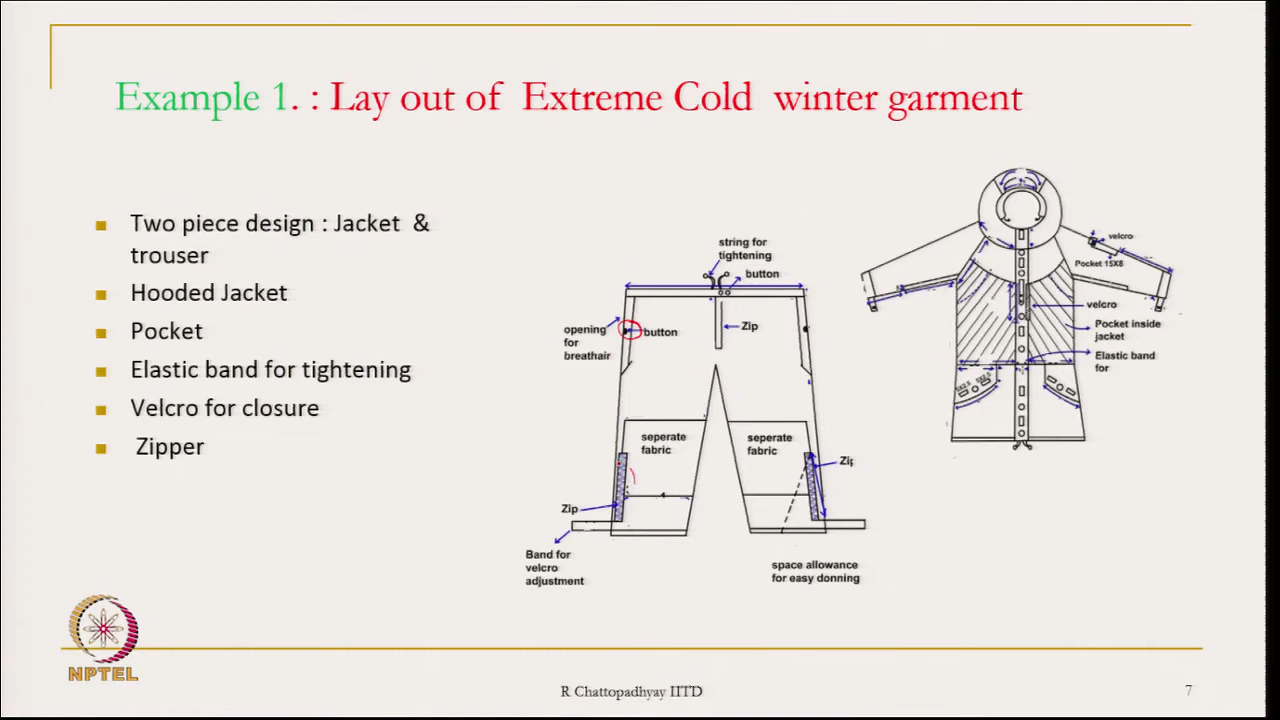 Example 1. : Lay out of Extreme Cold winter garment
Two piece design : Jacket &
trouser
Hooded Jacket
Pocket
Elastic band for tightening
Velcro for closure
Zipper
string for
tightening
button
opening
for
breathair
button
Zip
seperate
fabric
seperate
fabric
Zip
Zip
Band for
velcro
adjustment
space allowance
for easy donning
velcro
Pocket 15X8
velcro
Pocket inside
jacket
Elastic band
for
NPTEL
R Chattopadhyay IITD
7